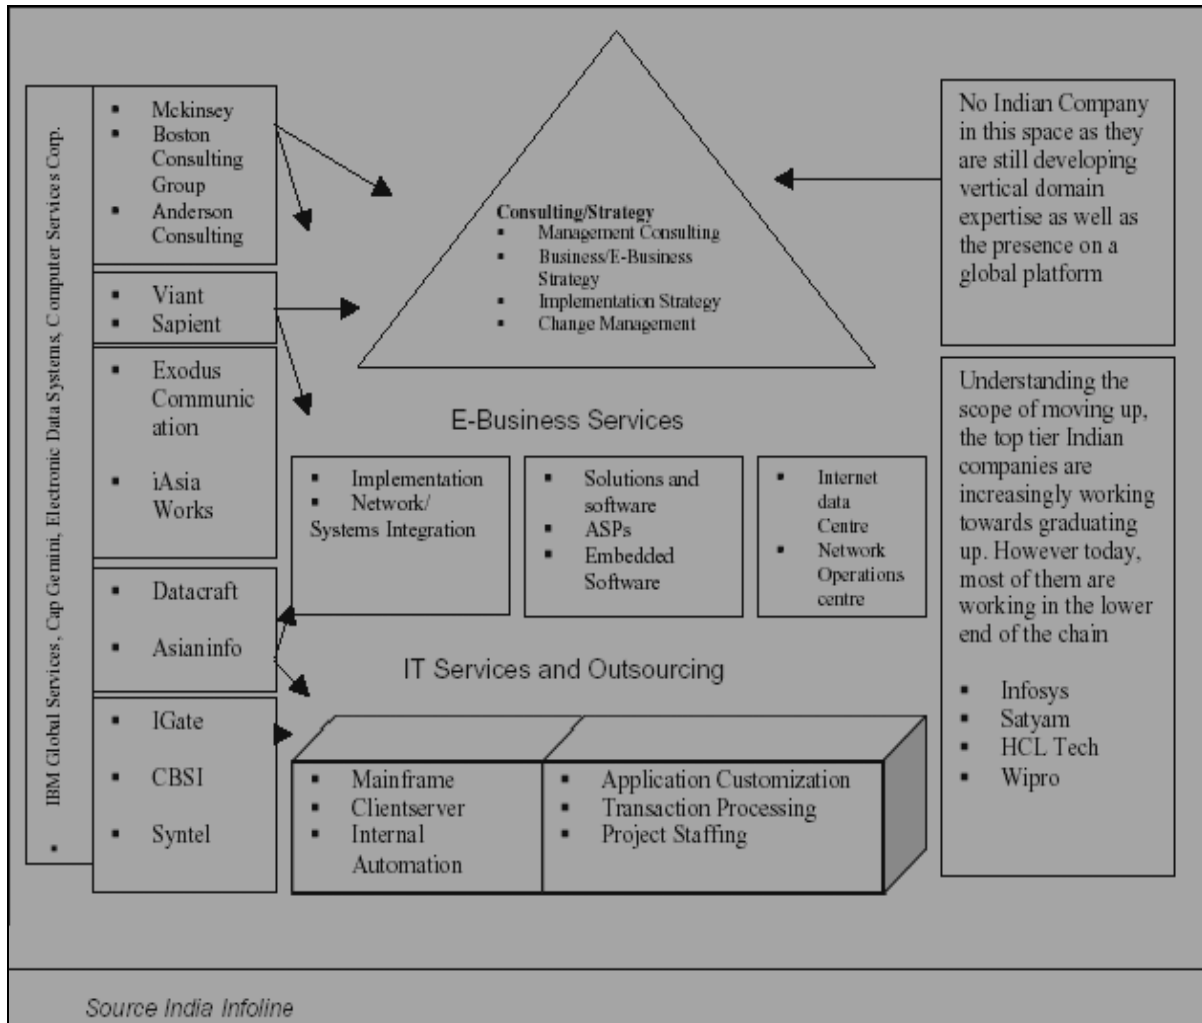 IBM Global Services, Cap Gemini, Electronic Data Systems, Computer Services Corp.
Mckinsey
Boston
Consulting
Group
Anderson
Consulting
Viant
Sapient
Exodus
Communic
ation
iAsia
Works
Datacraft
Asianinfo
IGate
CBSI
Syntel
Consulting/Strategy
Management Consulting
Business/E-Business
Strategy
Implementation Strategy
Change Management
E-Business Services
Implementation
Network/
Systems Integration
Solutions and
software
ASPs
Embedded
Software
Internet
data
Centre
Network
Operations
centre
IT Services and Outsourcing
Mainframe
Clientserver
Internal
Automation
Application Customization
Transaction Processing
Project Staffing
No Indian Company
in this space as they
are still developing
vertical domain
expertise as well as
the presence on a
global platform
Understanding the
scope of moving up,
the top tier Indian
companies are
increasingly working
towards graduating
up. However today,
most of them are
working in the lower
end of the chain
Infosys
Satyam
HCL Tech
Wipro
Source India Infoline